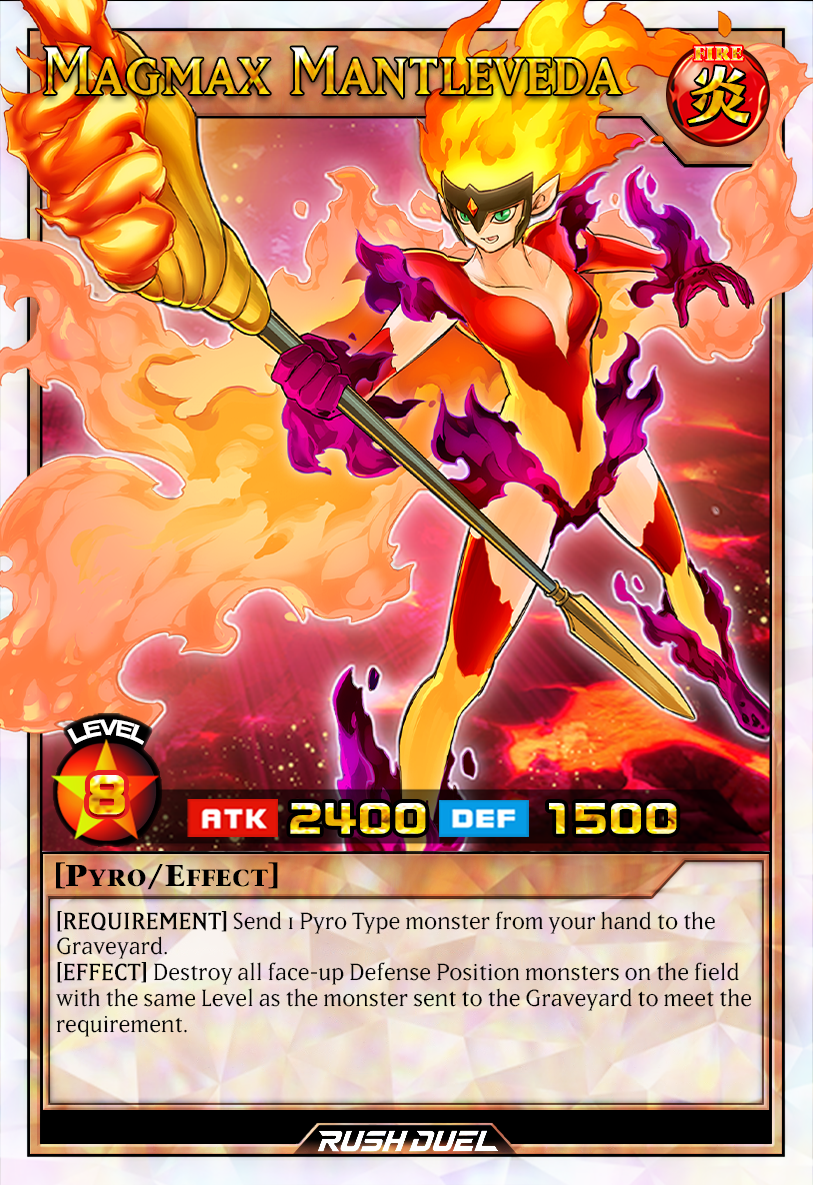 Magmax Mantleveda
FIRE
炎
LEVEL
8
ATK 2400 DEF 1500
[Pyro/Effect]
[REQUIREMENT] Send 1 Pyro Type monster from your hand to the
Graveyard.
[EFFECT] Destroy all face-up Defense Position monsters on the field
with the same Level as the monster sent to the Graveyard to meet the
requirement.
RUSH DUEL